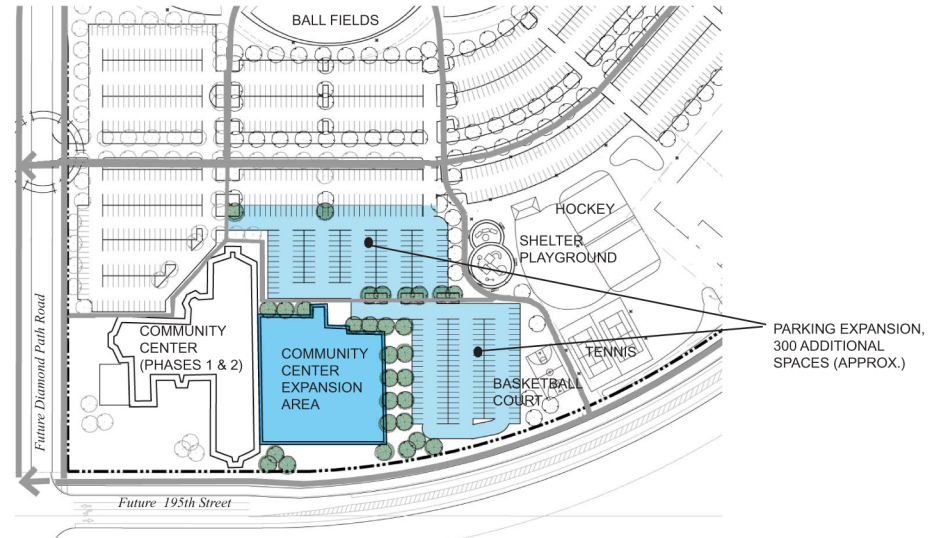 BALL FIELDS
HOCKEY
SHELTER
PLAYGROUND
COMMUNITY
CENTER
(PHASES 1 & 2)
COMMUNITY
CENTER
EXPANSION
AREA
TENNIS
BASKETBALL
COURT
PARKING EXPANSION,
300 ADDITIONAL
SPACES (APPROX.)
Future Diamond Path Road
Future 195th Street